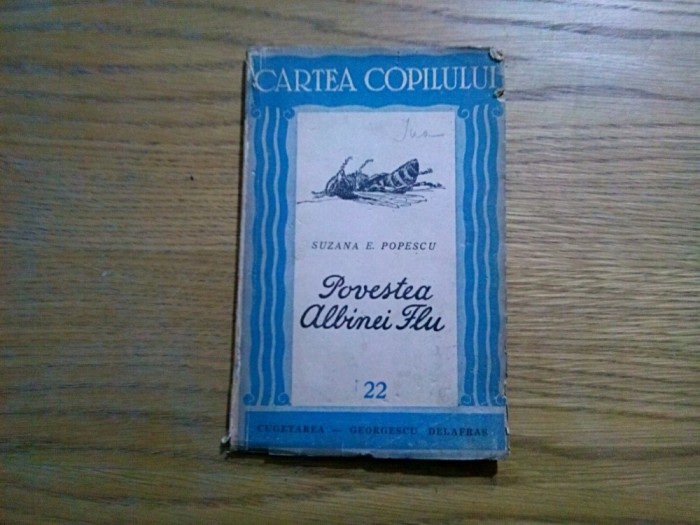 CARTEA COPILULUI
SUZANA E. POPESCU
Povestea
Albinei Flu
22
CUGETAREA — GEORGESCU DELAFRAS